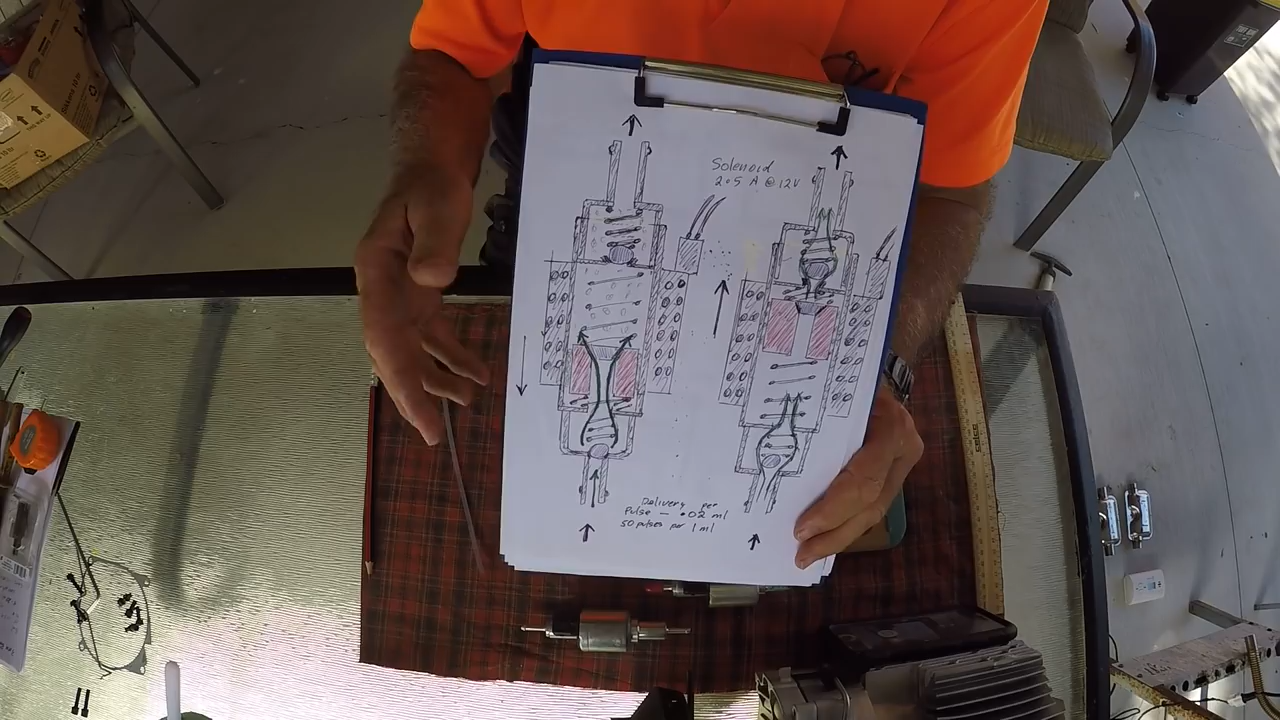 Solenoid
2.5 A @ 12V
Delivery per
Pulse - .02 ml
50 pulses per 1 ml